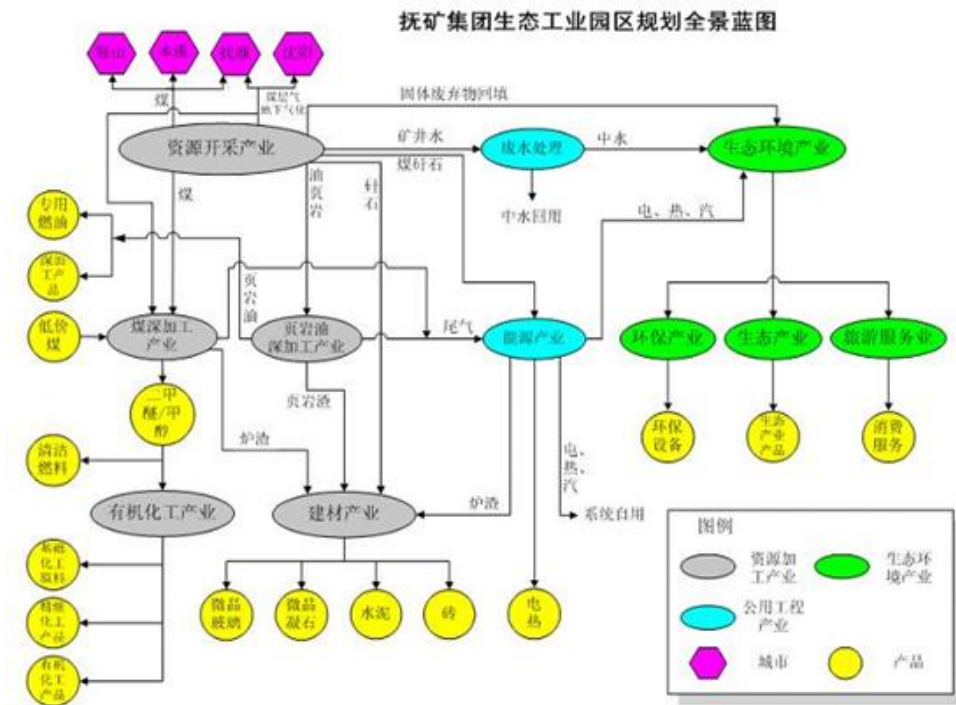 抚矿集团生态工业园区规划全景蓝图
鞍山
本溪
抚顺
沈阳
煤
煤层气
地下气化
固体废弃物回填
资源开采产业
矿井水
废水处理
中水
生态环境产业
煤矸石
油
页
岩
矸
石
煤
中水回用
电、热、汽
专用
燃油
深加
工产
品
页
岩
油
低价
煤
煤深加工
产业
页岩油
深加工产业
尾气
能源产业
环保产业
生态产业
旅游服务业
二甲
醚/甲
醇
页岩渣
炉渣
环保
设备
生态
产业
产品
消费
服务
清洁
燃料
电、
热、
汽
有机化工产业
建材产业
炉渣
系统自用
基础
化工
原料
精细
化工
产品
有机
化工
产品
微晶
玻璃
微晶
凝石
水泥
砖
电
热
图例
资源加
工产业
生态环
境产业
公用工程
产业
城市
产品